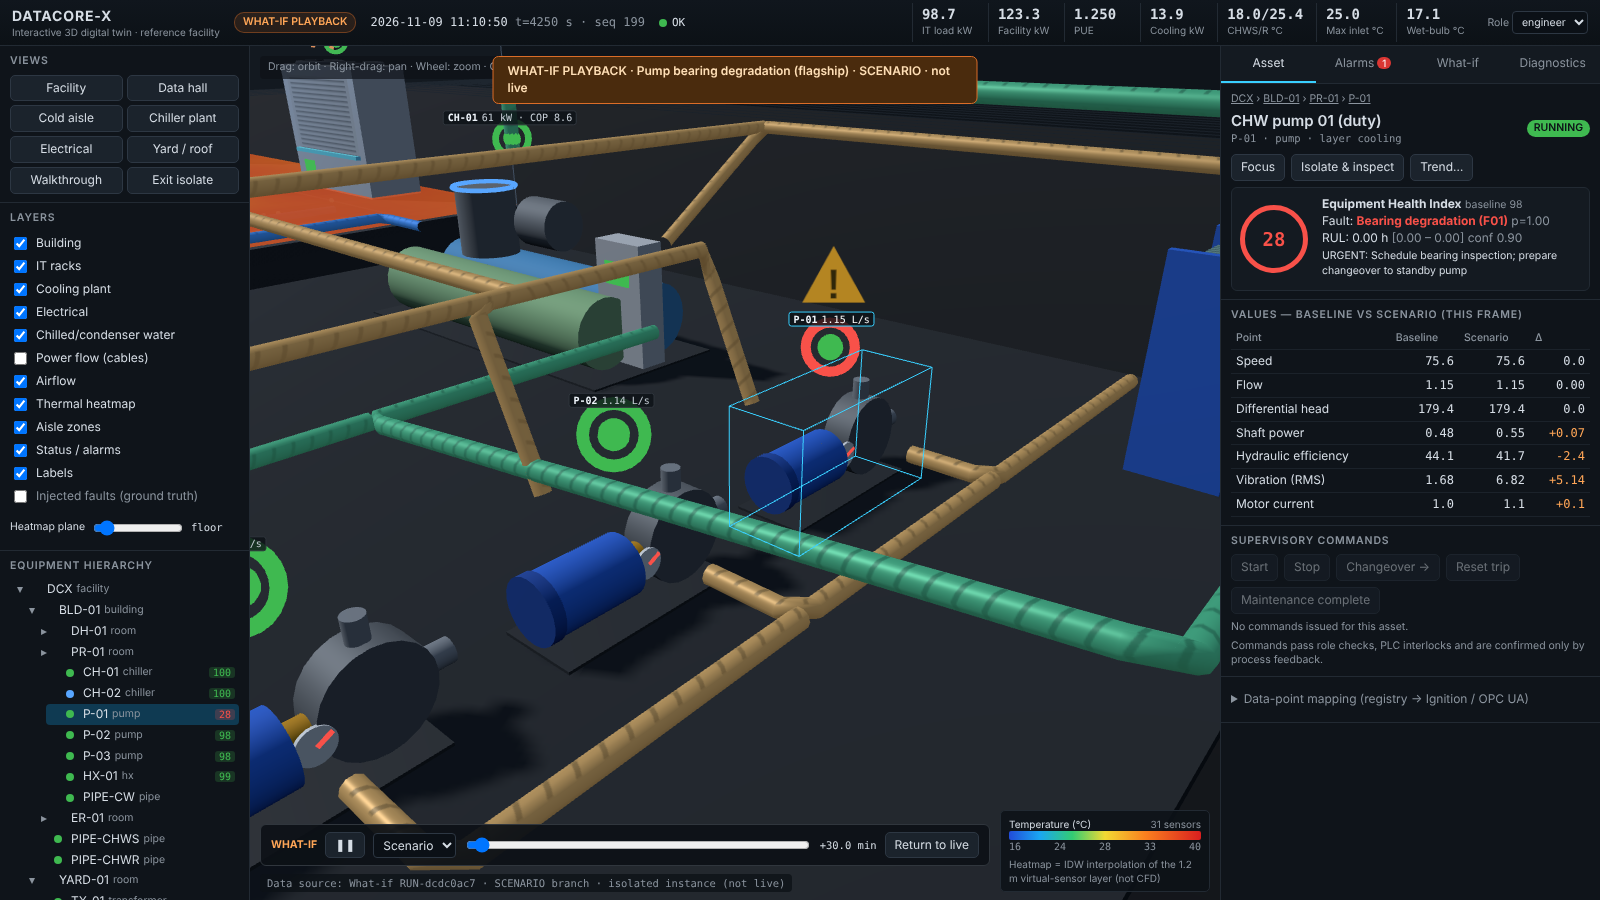 DATACORE-X
Interactive 3D digital twin · reference facility
WHAT-IF PLAYBACK
2026-11-09 11:10:50 t=4250 s · seq 199
OK
98.7
IT load kW
123.3
Facility kW
1.250
PUE
13.9
Cooling kW
18.0/25.4
CHWS/R °C
25.0
Max inlet °C
17.1
Wet-bulb °C
Role engineer
VIEWS
Facility
Data hall
Cold aisle
Chiller plant
Electrical
Yard / roof
Walkthrough
Exit isolate
LAYERS
Building
IT racks
Cooling plant
Electrical
Chilled/condenser water
Power flow (cables)
Airflow
Thermal heatmap
Aisle zones
Status / alarms
Labels
Injected faults (ground truth)
Heatmap plane floor
EQUIPMENT HIERARCHY
▼ DCX facility
▼ BLD-01 building
▶ DH-01 room
▶ PR-01 room
CH-01 chiller 100
CH-02 chiller 100
P-01 pump 28
P-02 pump 98
P-03 pump 98
HX-01 hx 99
PIPE-CW pipe
▶ ER-01 room
PIPE-CHWS pipe
PIPE-CHWR pipe
▼ YARD-01 room
TX-01 transformer
Drag: orbit · Right-drag: pan · Wheel: zoom ·
WHAT-IF PLAYBACK · Pump bearing degradation (flagship) · SCENARIO · not
live
CH-01 61 kW · COP 8.6
P-01 1.15 L/s
P-02 1.14 L/s
/s
WHAT-IF
Scenario
+30.0 min
Return to live
Data source: What-if RUN-dcdc0ac7 · SCENARIO branch · isolated instance (not live)
Temperature (°C) 31 sensors
16 24 28 33 40
Heatmap = IDW interpolation of the 1.2
m virtual-sensor layer (not CFD)
Asset
Alarms 1
What-if
Diagnostics
DCX › BLD-01 › PR-01 › P-01
CHW pump 01 (duty)
P-01 · pump · layer cooling
RUNNING
Focus
Isolate & inspect
Trend…
28
Equipment Health Index baseline 98
Fault: Bearing degradation (F01) p=1.00
RUL: 0.00 h [0.00 – 0.00] conf 0.90
URGENT: Schedule bearing inspection; prepare
changeover to standby pump
VALUES — BASELINE VS SCENARIO (THIS FRAME)
Point Baseline Scenario Δ
Speed 75.6 75.6 0.0
Flow 1.15 1.15 0.00
Differential head 179.4 179.4 0.0
Shaft power 0.48 0.55 +0.07
Hydraulic efficiency 44.1 41.7 -2.4
Vibration (RMS) 1.68 6.82 +5.14
Motor current 1.0 1.1 +0.1
SUPERVISORY COMMANDS
Start
Stop
Changeover →
Reset trip
Maintenance complete
No commands issued for this asset.
Commands pass role checks, PLC interlocks and are confirmed only by
process feedback.
▶ Data-point mapping (registry → Ignition / OPC UA)